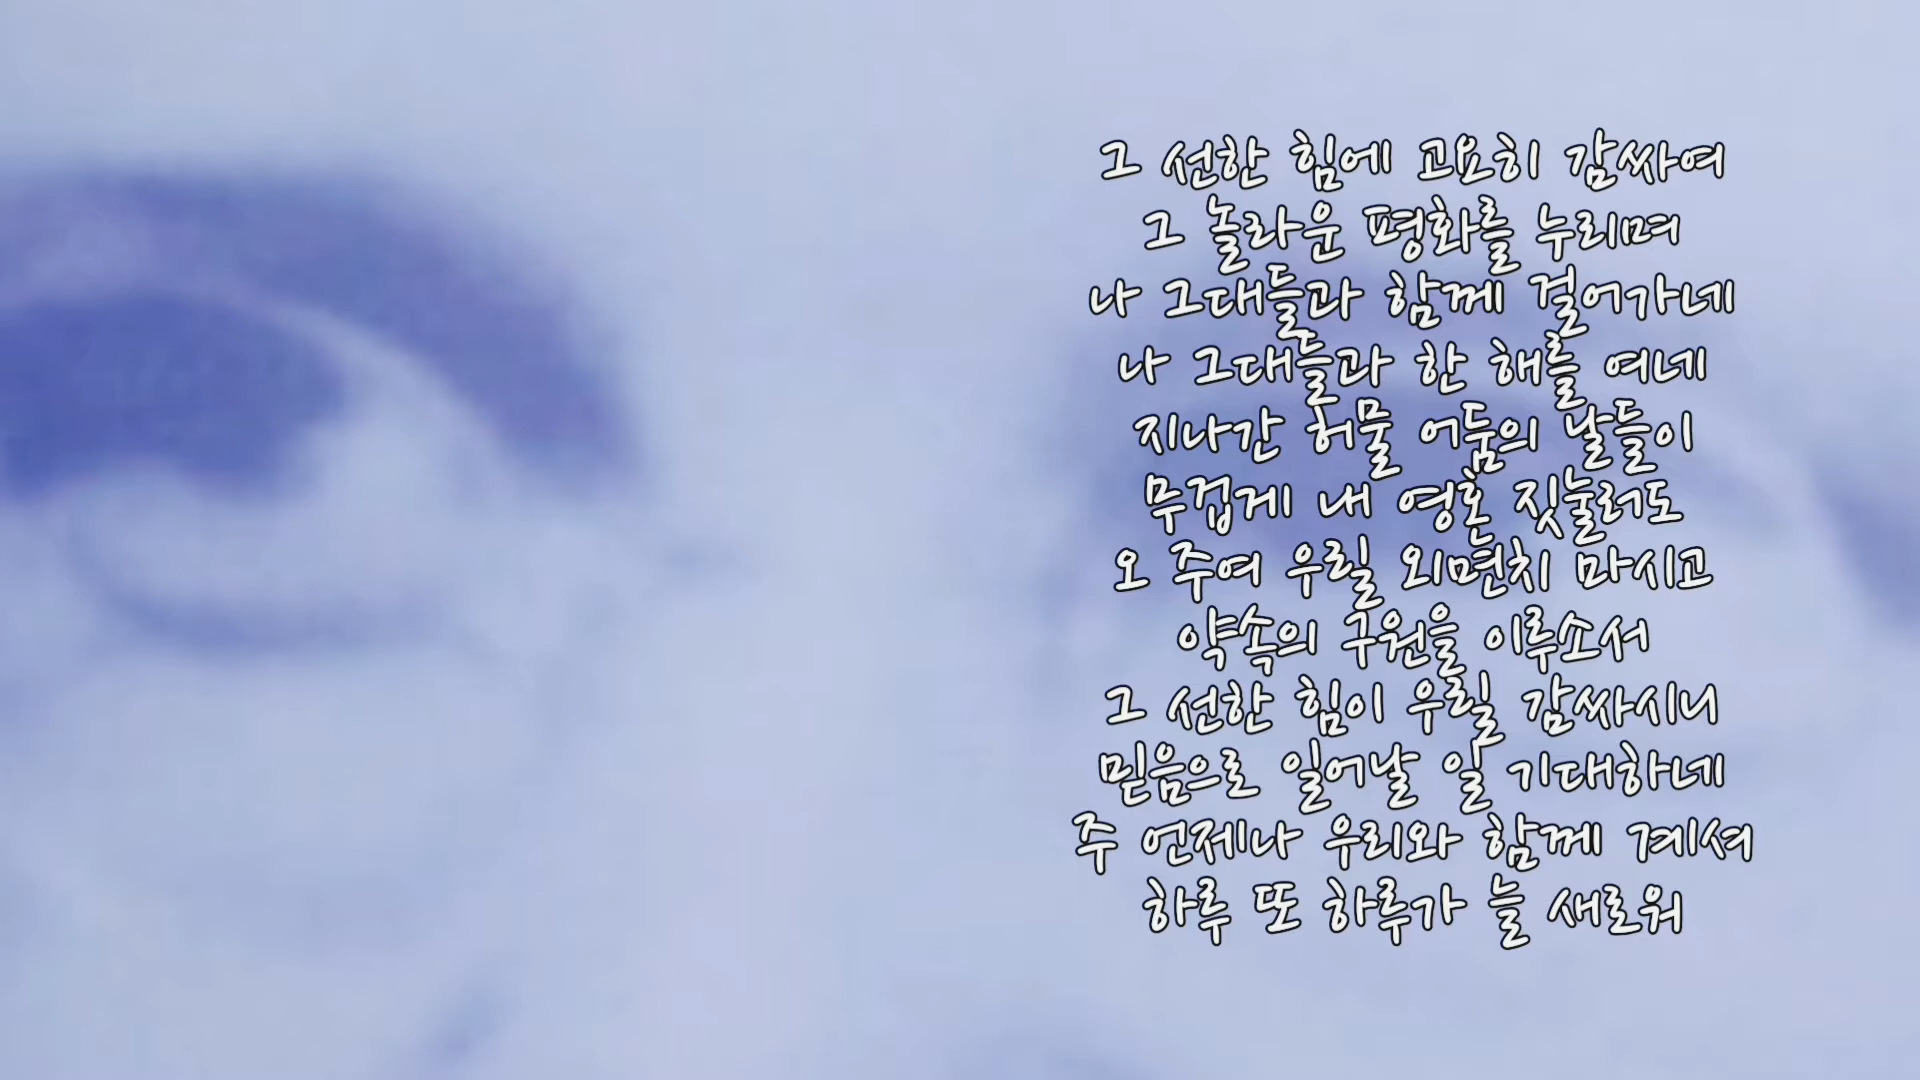 그 선한 힘에 고요히 감싸여
그 놀라운 평화를 누리며
나 그대들과 함께 걸어가네
나 그대들과 한 해를 여네
지나간 허물 어둠의 날들이
무겁게 내 영혼 짓눌러도
오 주여 우릴 외면치 마시고
약속의 구원을 이루소서
그 선한 힘이 우릴 감싸시니
믿음으로 일어날 일 기대하네
주 언제나 우리와 함께 계셔
하루 또 하루가 늘 새로워